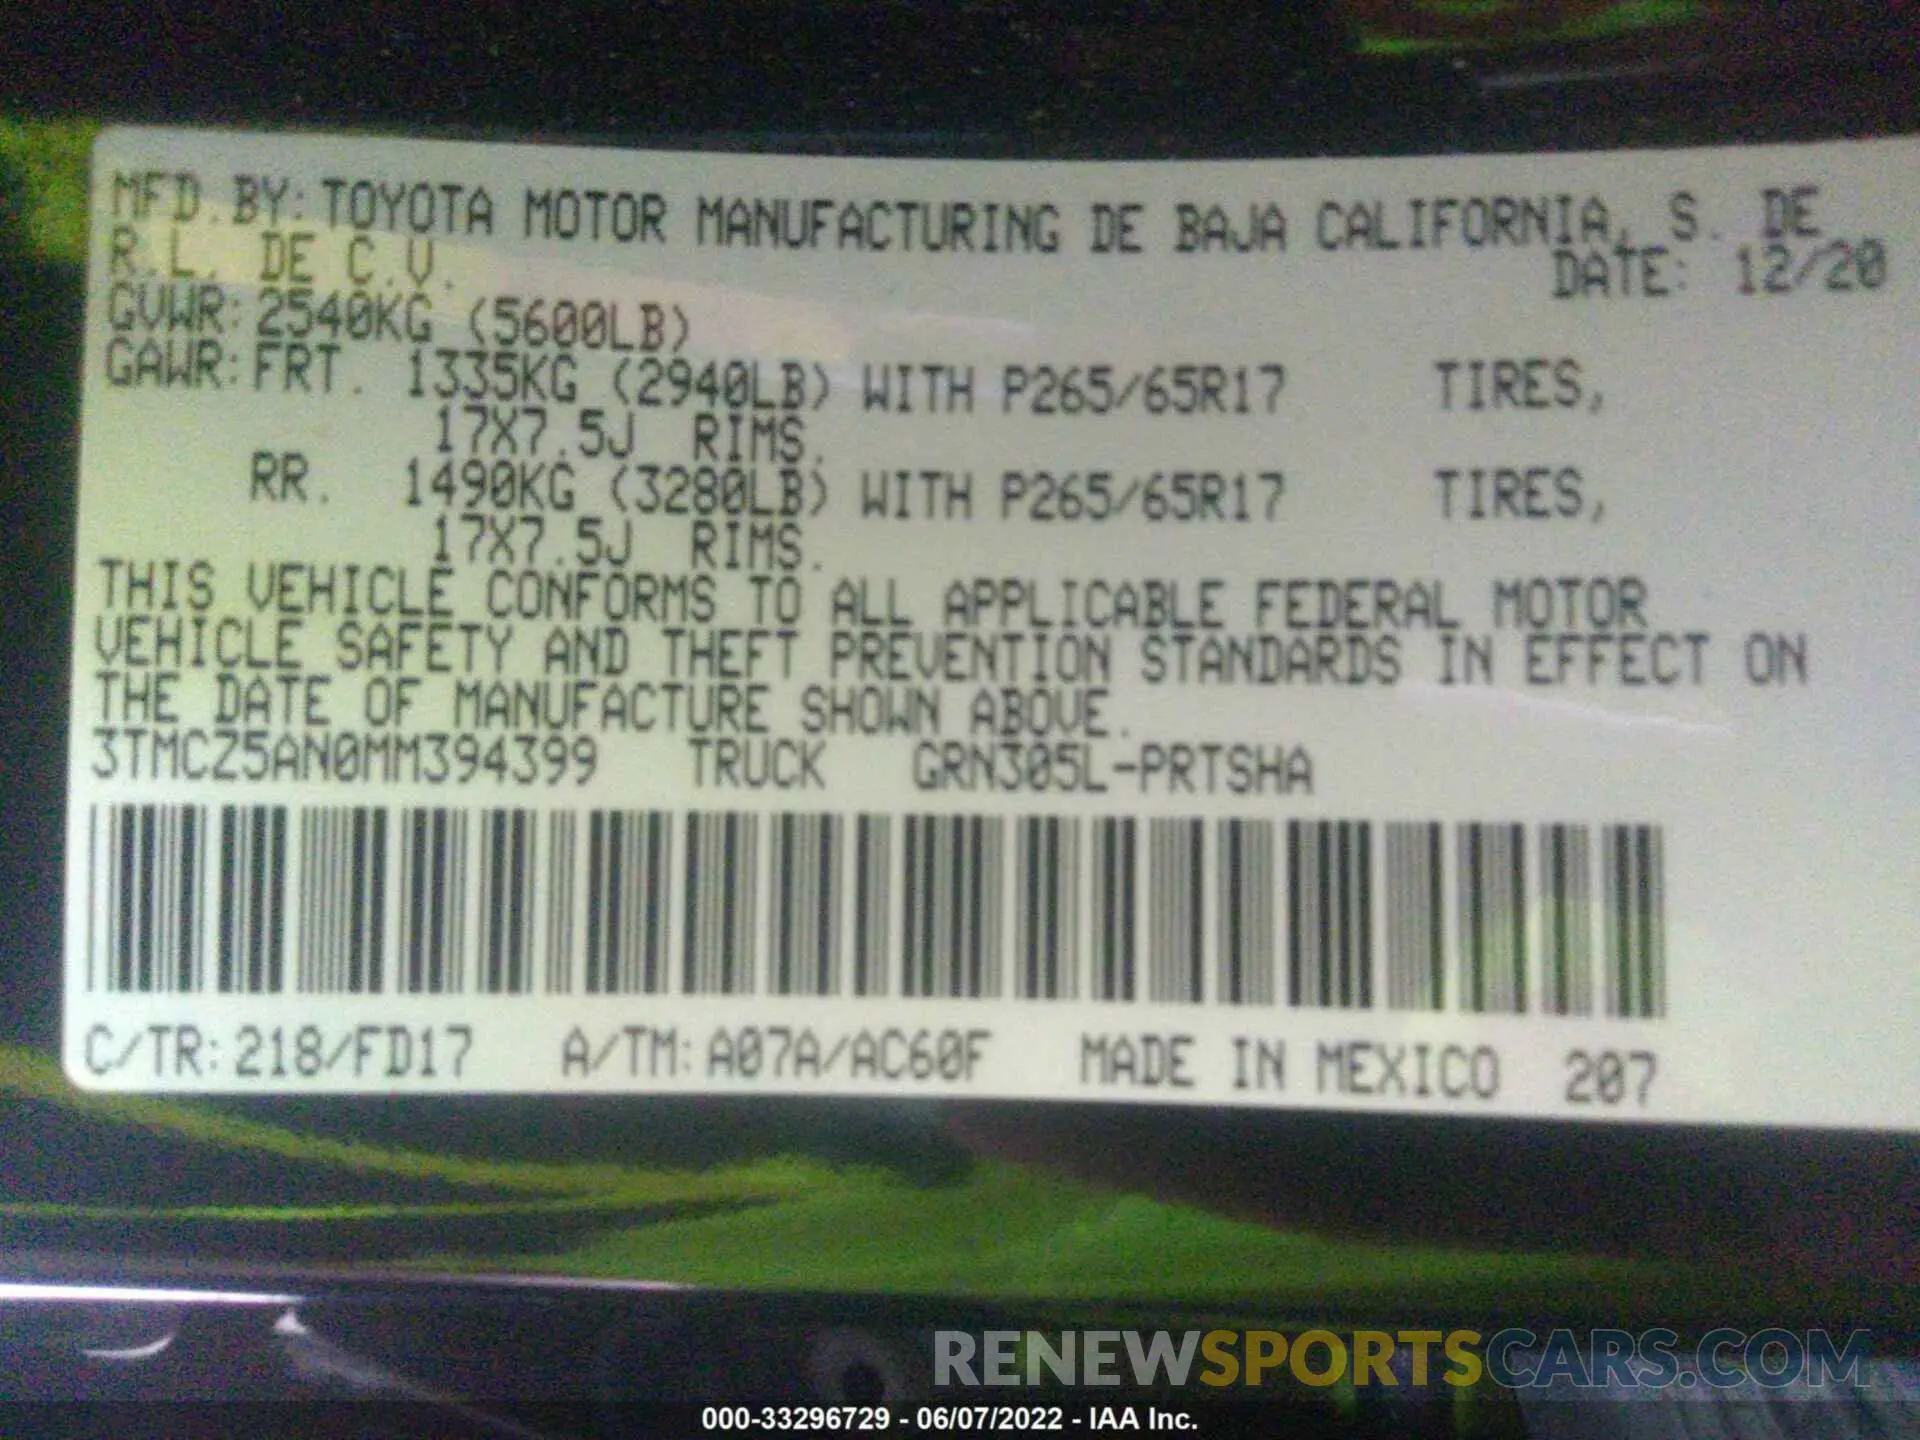 MFD.BY: TOYOTA MOTOR MANUFACTURING DE BAJA CALIFORNIA, S. DE
R.L. DE C.V.
DATE: 12/20
GVWR: 2540KG (5600LB)
GAWR: FRT. 1335KG (2940LB) WITH P265/65R17 TIRES,
17X7.5J RIMS.
RR. 1490KG (3280LB) WITH P265/65R17 TIRES,
17X7.5J RIMS.
THIS VEHICLE CONFORMS TO ALL APPLICABLE FEDERAL MOTOR
VEHICLE SAFETY AND THEFT PREVENTION STANDARDS IN EFFECT ON
THE DATE OF MANUFACTURE SHOWN ABOVE.
3TMCZ5AN0MM394399 TRUCK GRN305L-PRTSHA
C/TR: 218/FD17 A/TM: A07A/AC60F MADE IN MEXICO 207
RENEWSPORTSCARS.COM
000-33296729 - 06/07/2022 - IAA Inc.